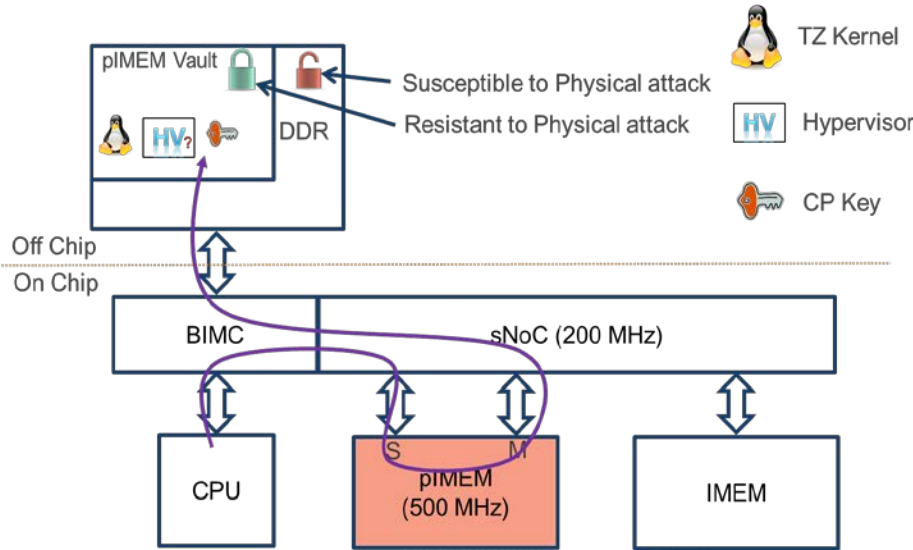 TZ Kernel
pIMEM Vault
Susceptible to Physical attack
Resistant to Physical attack
DDR
HV?
HV
Hypervisor
CP Key
Off Chip
On Chip
BIMC
sNoC (200 MHz)
S
M
CPU
pIMEM
(500 MHz)
IMEM